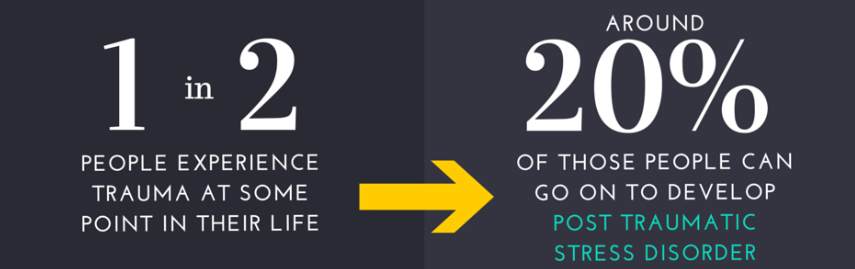 1 in 2
PEOPLE EXPERIENCE
TRAUMA AT SOME
POINT IN THEIR LIFE
AROUND
20%
OF THOSE PEOPLE CAN
GO ON TO DEVELOP
POST TRAUMATIC
STRESS DISORDER